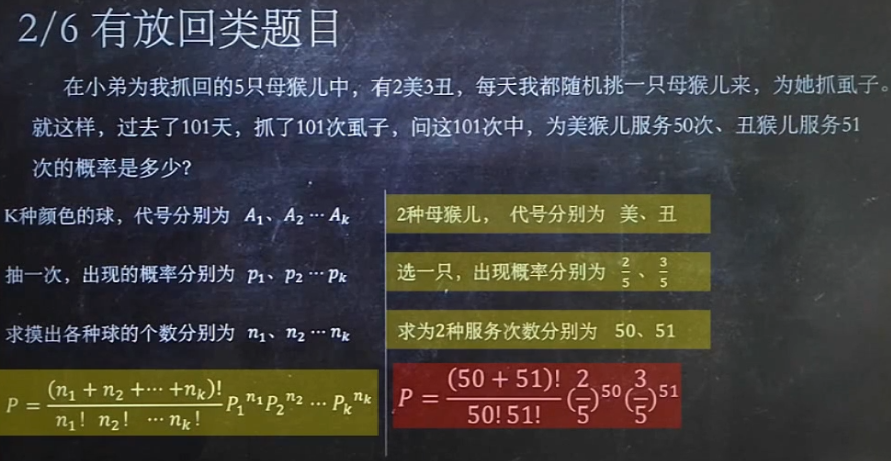 2/6 有放回类题目
在小弟为我抓回的5只母猴儿中，有2美3丑，每天我都随机挑一只母猴儿来，为她抓虱子。
就这样，过去了101天，抓了101次虱子，问这101次中，为美猴儿服务50次、丑猴儿服务51
次的概率是多少？
K种颜色的球，代号分别为 A₁、A₂ ⋯ Aₖ
2种母猴儿， 代号分别为 美、丑
抽一次，出现的概率分别为 p₁、p₂ ⋯ pₖ
选一只，出现概率分别为 2/5 、 3/5
求摸出各种球的个数分别为 n₁、n₂ ⋯ nₖ
求为2种服务次数分别为 50、51
P = (n₁ + n₂ +⋯ +nₖ)! / n₁! n₂! ⋯ nₖ! P₁^n₁ P₂^n₂ ⋯ Pₖ^nₖ
P = (50 + 51)! / 50! 51! (2/5)^50 (3/5)^51